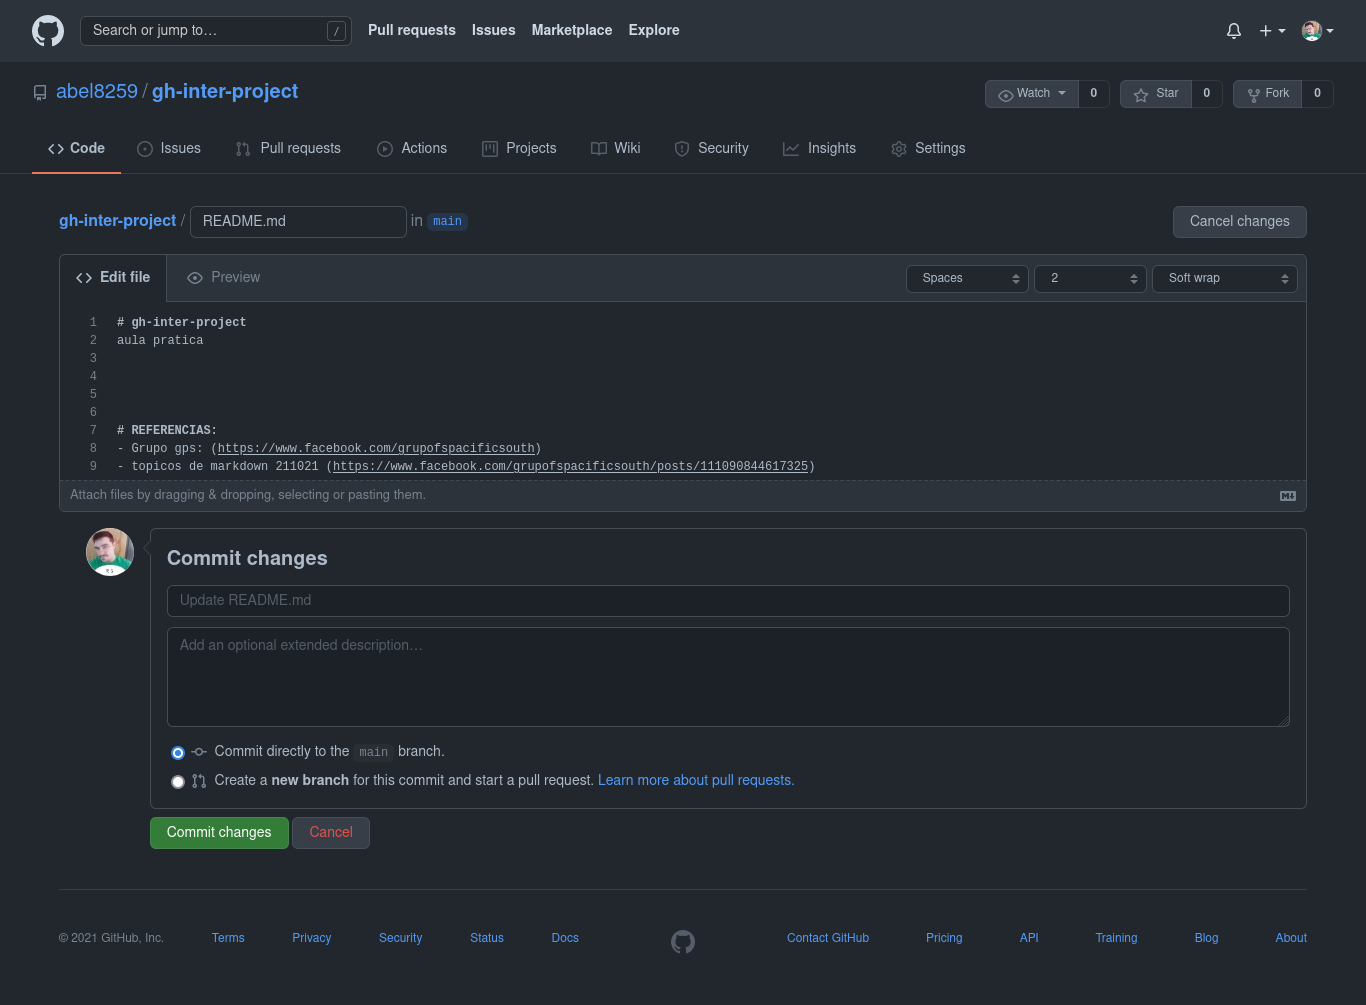 Search or jump to…
/
Pull requests Issues Marketplace Explore
abel8259 / gh-inter-project
Watch 0 Star 0 Fork 0
Code Issues Pull requests Actions Projects Wiki Security Insights Settings
gh-inter-project / README.md in main
Cancel changes
Edit file Preview Spaces 2 Soft wrap
1 # gh-inter-project
2 aula pratica
3
4
5
6
7 # REFERENCIAS:
8 - Grupo gps: (https://www.facebook.com/grupofspacificsouth)
9 - topicos de markdown 211021 (https://www.facebook.com/grupofspacificsouth/posts/111090844617325)
Attach files by dragging & dropping, selecting or pasting them.
Commit changes
Update README.md
Add an optional extended description…
Commit directly to the main branch.
Create a new branch for this commit and start a pull request. Learn more about pull requests.
Commit changes Cancel
© 2021 GitHub, Inc. Terms Privacy Security Status Docs Contact GitHub Pricing API Training Blog About